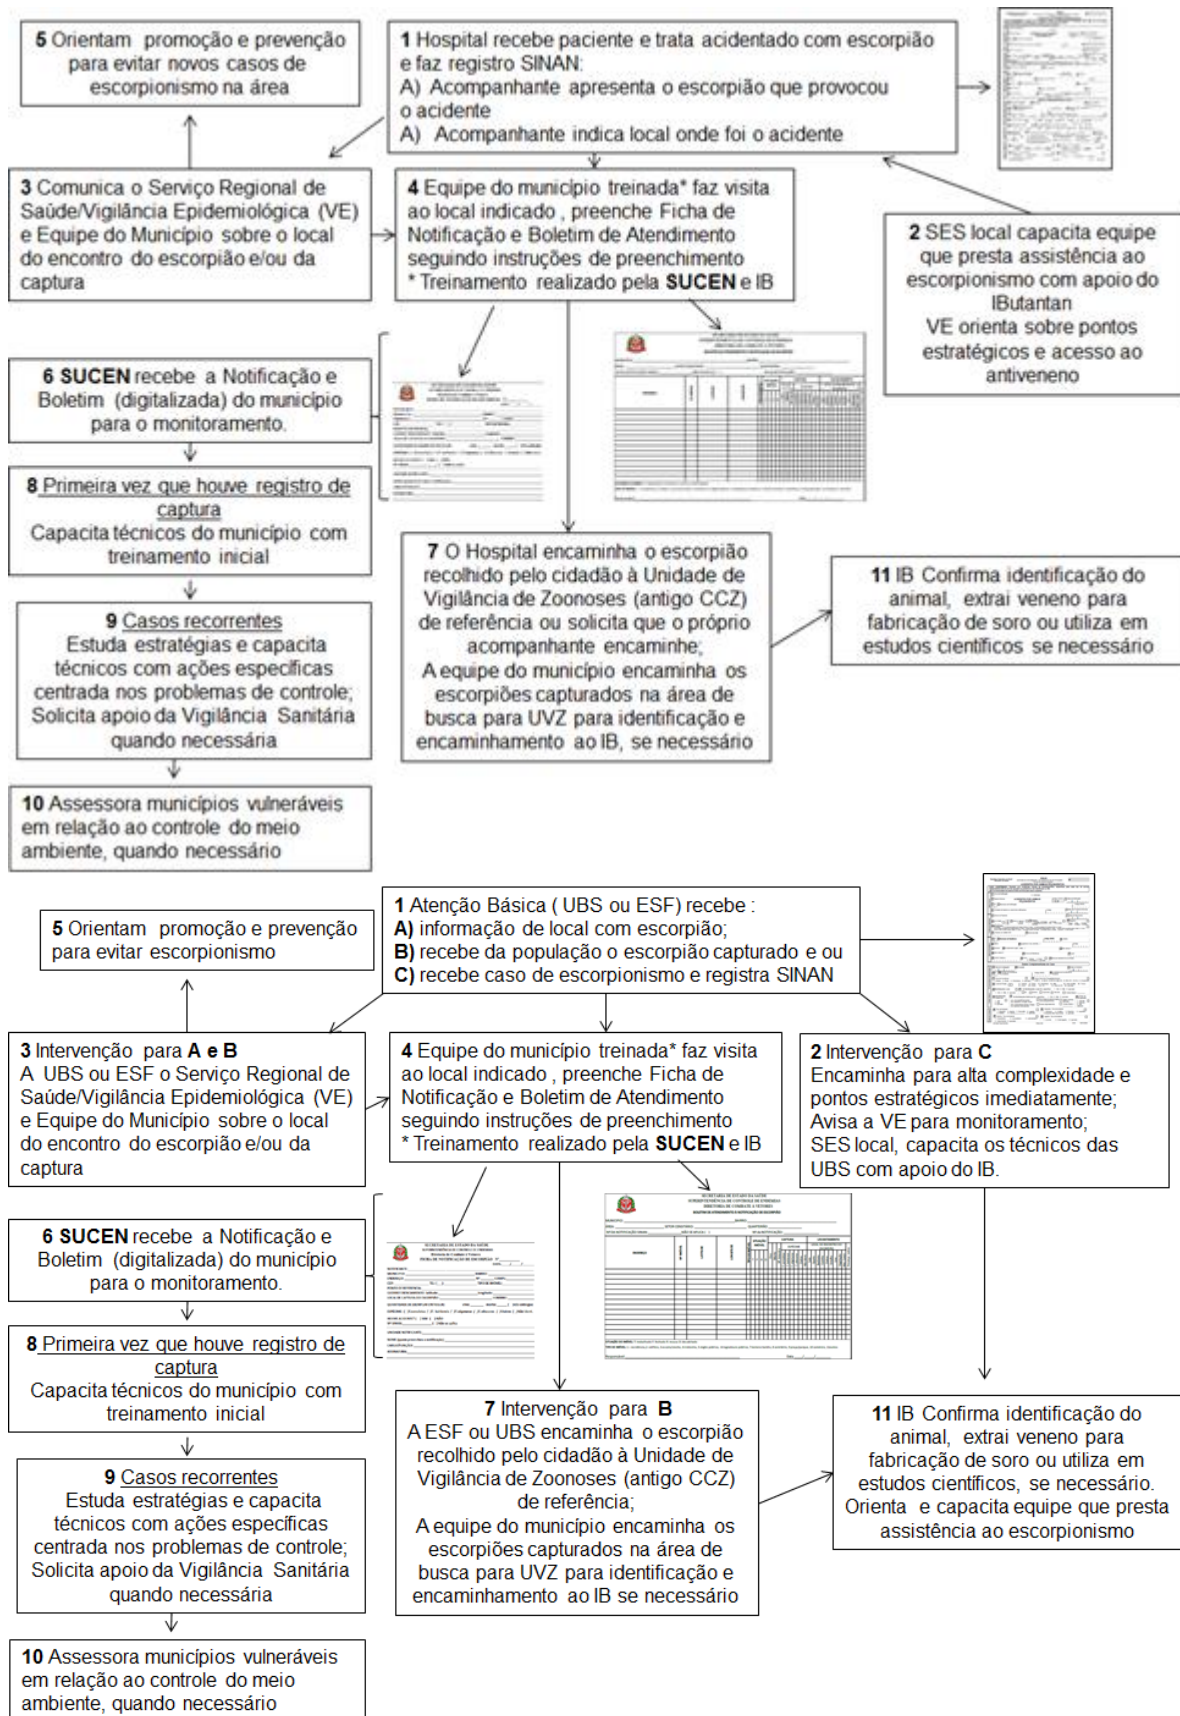 5 Orientam promoção e prevenção
para evitar novos casos de
escorpionismo na área
1 Hospital recebe paciente e trata acidentado com escorpião
e faz registro SINAN:
A) Acompanhante apresenta o escorpião que provocou
o acidente
A) Acompanhante indica local onde foi o acidente
3 Comunica o Serviço Regional de
Saúde/Vigilância Epidemiológica (VE)
e Equipe do Município sobre o local
do encontro do escorpião e/ou da
captura
4 Equipe do município treinada* faz visita
ao local indicado , preenche Ficha de
Notificação e Boletim de Atendimento
seguindo instruções de preenchimento
* Treinamento realizado pela SUCEN e IB
2 SES local capacita equipe
que presta assistência ao
escorpionismo com apoio do
IButantan
VE orienta sobre pontos
estratégicos e acesso ao
antiveneno
6 SUCEN recebe a Notificação e
Boletim (digitalizada) do município
para o monitoramento.
8 Primeira vez que houve registro de
captura
Capacita técnicos do município com
treinamento inicial
7 O Hospital encaminha o escorpião
recolhido pelo cidadão à Unidade de
Vigilância de Zoonoses (antigo CCZ)
de referência ou solicita que o próprio
acompanhante encaminhe;
A equipe do município encaminha os
escorpiões capturados na área de
busca para UVZ para identificação e
encaminhamento ao IB, se necessário
11 IB Confirma identificação do
animal, extrai veneno para
fabricação de soro ou utiliza em
estudos científicos se necessário
9 Casos recorrentes
Estuda estratégias e capacita
técnicos com ações específicas
centrada nos problemas de controle;
Solicita apoio da Vigilância Sanitária
quando necessária
10 Assessora municípios vulneráveis
em relação ao controle do meio
ambiente, quando necessário
1 Atenção Básica ( UBS ou ESF) recebe :
A) informação de local com escorpião;
B) recebe da população o escorpião capturado e ou
C) recebe caso de escorpionismo e registra SINAN
5 Orientam promoção e prevenção
para evitar escorpionismo
3 Intervenção para A e B
A UBS ou ESF o Serviço Regional de
Saúde/Vigilância Epidemiológica (VE)
e Equipe do Município sobre o local
do encontro do escorpião e/ou da
captura
4 Equipe do município treinada* faz visita
ao local indicado , preenche Ficha de
Notificação e Boletim de Atendimento
seguindo instruções de preenchimento
* Treinamento realizado pela SUCEN e IB
2 Intervenção para C
Encaminha para alta complexidade e
pontos estratégicos imediatamente;
Avisa a VE para monitoramento;
SES local, capacita os técnicos das
UBS com apoio do IB.
6 SUCEN recebe a Notificação e
Boletim (digitalizada) do município
para o monitoramento.
SECRETARIA DE ESTADO DA SAÚDE
SUPERINTENDÊNCIA DE CONTROLE DE ENDEMIAS
DIRETORIA DE COMBATE A VETORES
8 Primeira vez que houve registro de
captura
Capacita técnicos do município com
treinamento inicial
7 Intervenção para B
A ESF ou UBS encaminha o escorpião
recolhido pelo cidadão à Unidade de
Vigilância de Zoonoses (antigo CCZ)
de referência;
A equipe do município encaminha os
escorpiões capturados na área de
busca para UVZ para identificação e
encaminhamento ao IB se necessário
11 IB Confirma identificação do
animal, extrai veneno para
fabricação de soro ou utiliza em
estudos científicos, se necessário.
Orienta e capacita equipe que presta
assistência ao escorpionismo
9 Casos recorrentes
Estuda estratégias e capacita
técnicos com ações específicas
centrada nos problemas de controle;
Solicita apoio da Vigilância Sanitária
quando necessária
10 Assessora municípios vulneráveis
em relação ao controle do meio
ambiente, quando necessário